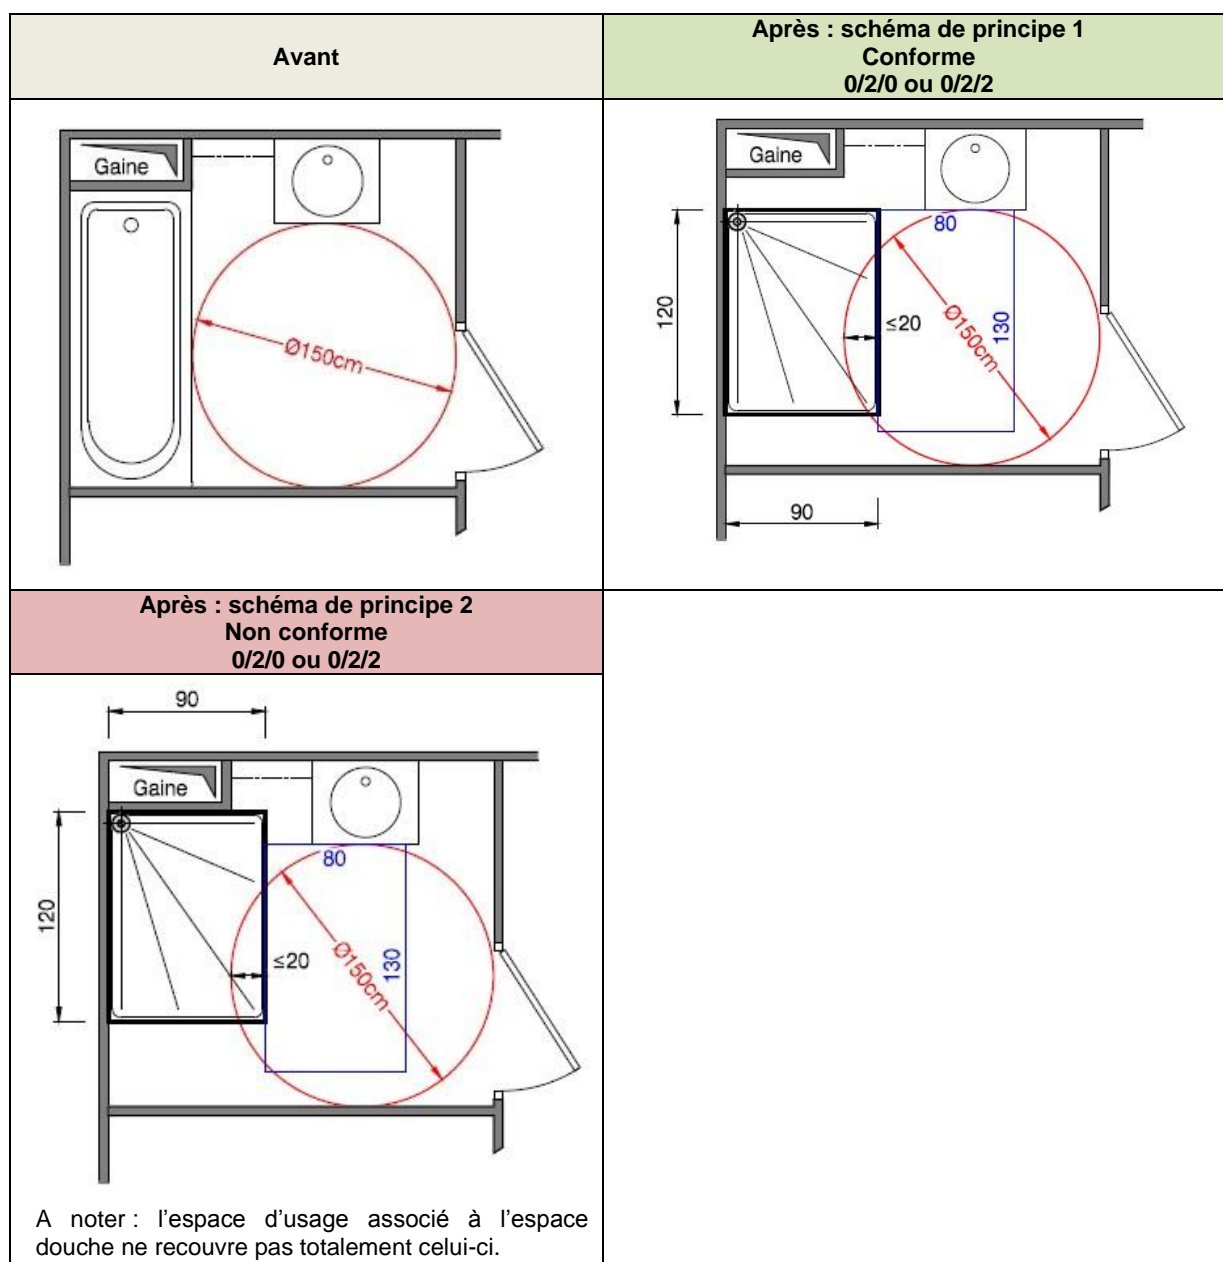 Avant
Après : schéma de principe 1
Conforme
0/2/0 ou 0/2/2
Gaine
Ø150cm
Gaine
80
120
≤20
Ø150cm
130
90
Après : schéma de principe 2
Non conforme
0/2/0 ou 0/2/2
90
Gaine
80
120
≤20
Ø150cm
130
A noter : l'espace d'usage associé à l'espace
douche ne recouvre pas totalement celui-ci.